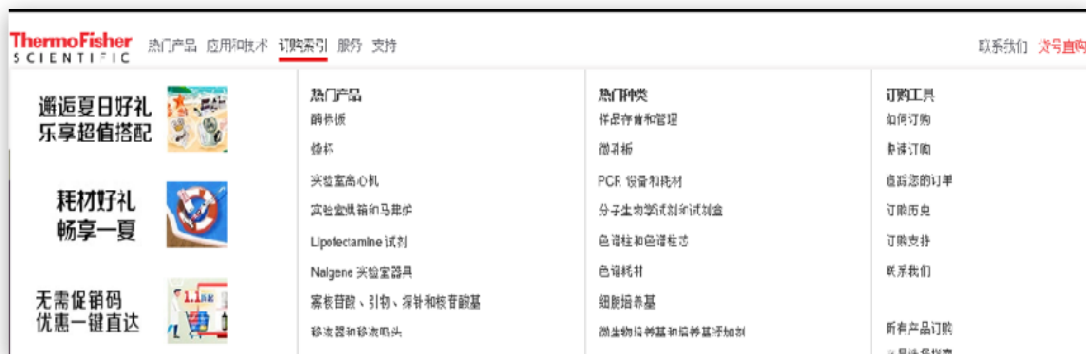 ThermoFisher
SCIENTIFIC
热门产品 应用和技术 订购索引 服务 支持
联系我们 货号直购
邂逅夏日好礼
乐享超值搭配
耗材好礼
畅享一夏
无需促销码
优惠一键直达
1.1
热门产品
酶标板
烧杯
实验室离心机
实验室烘箱和马弗炉
Lipofectamine 试剂
Nalgene 实验室器具
寡核苷酸、引物、探针和核苷酸基
移液器和移液吸头
热门种类
样品存储和管理
微孔板
PCR 设备和耗材
分子生物学试剂和试剂盒
色谱柱和色谱柱芯
色谱耗材
细胞培养基
微生物培养基和培养基添加剂
订购工具
如何订购
快速订购
追踪您的订单
订购历史
订购支持
联系我们
所有产品订购